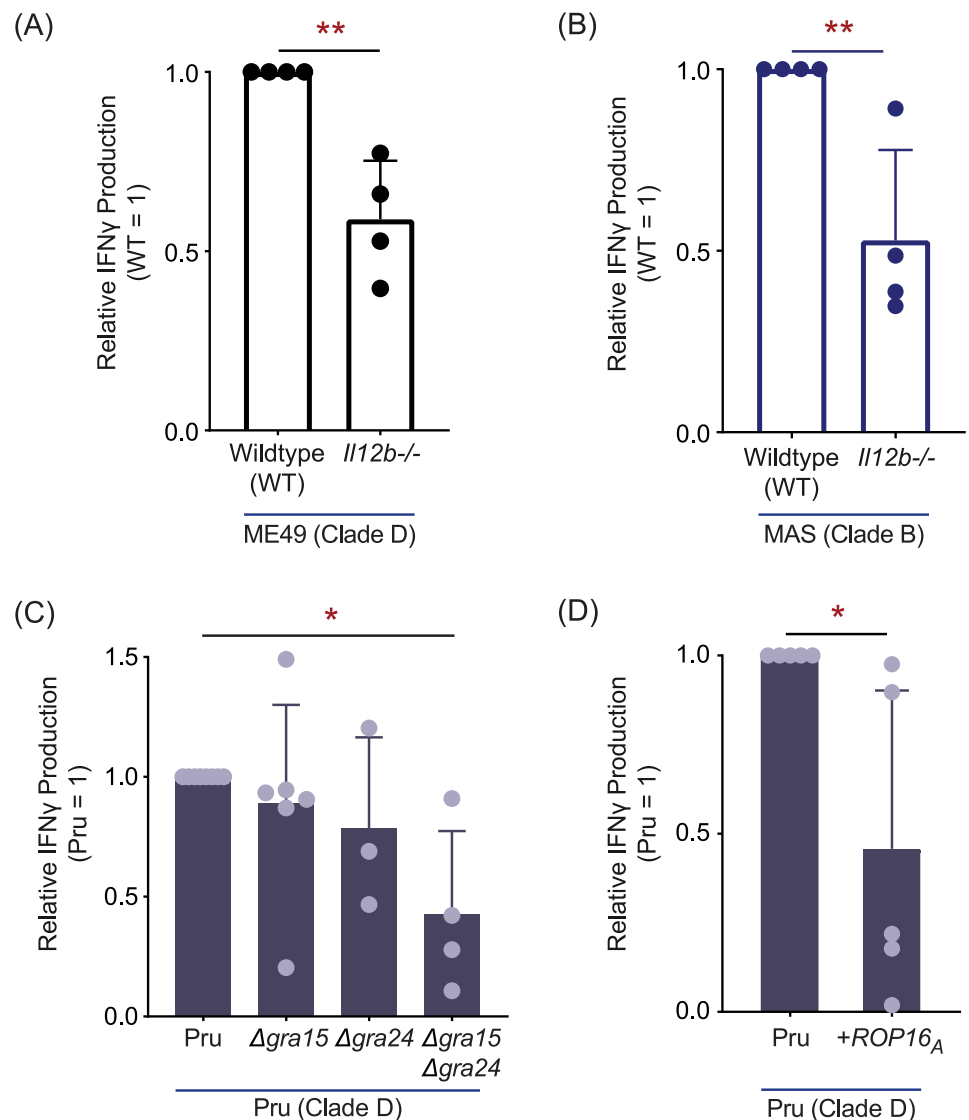 (A)
**
Relative IFNγ Production
(WT = 1)
1.0
0.5
0.0
Wildtype
(WT)
Il12b-/-
ME49 (Clade D)
(B)
**
Relative IFNγ Production
(WT = 1)
1.0
0.5
0.0
Wildtype
(WT)
Il12b-/-
MAS (Clade B)
(C)
*
Relative IFNγ Production
(Pru = 1)
1.5
1.0
0.5
0.0
Pru
Δgra15
Δgra24
Δgra15
Δgra24
Pru (Clade D)
(D)
*
Relative IFNγ Production
(Pru = 1)
1.0
0.5
0.0
Pru
+ROP16A
Pru (Clade D)